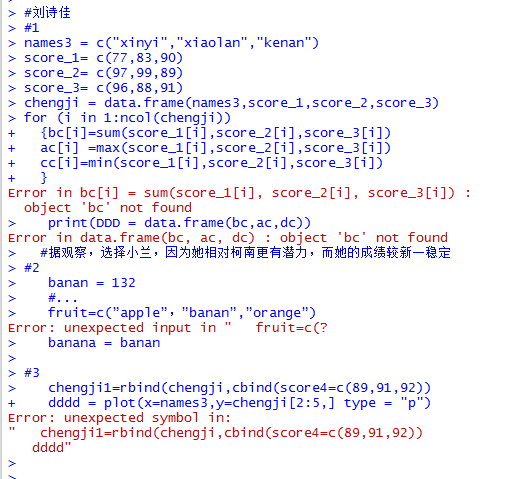 > #刘诗佳
> #1
> names3 = c("xinyi","xiaolan","kenan")
> score_1= c(77,83,90)
> score_2= c(97,99,89)
> score_3= c(96,88,91)
> chengji = data.frame(names3,score_1,score_2,score_3)
> for (i in 1:ncol(chengji))
+   {bc[i]=sum(score_1[i],score_2[i],score_3[i])
+   ac[i] =max(score_1[i],score_2[i],score_3[i])
+   cc[i]=min(score_1[i],score_2[i],score_3[i])
+   }
Error in bc[i] = sum(score_1[i], score_2[i], score_3[i]) :
  object 'bc' not found
>   print(DDD = data.frame(bc,ac,dc))
Error in data.frame(bc, ac, dc) : object 'bc' not found
>   #据观察，选择小兰，因为她相对柯南更有潜力，而她的成绩较新一稳定
> #2
>   banan = 132
>   #...
>   fruit=c("apple"，"banan","orange")
Error: unexpected input in "   fruit=c(?
>   banana = banan
>
> #3
>   chengji1=rbind(chengji,cbind(score4=c(89,91,92))
+   dddd = plot(x=names3,y=chengji[2:5,] type = "p")
Error: unexpected symbol in:
"   chengji1=rbind(chengji,cbind(score4=c(89,91,92))
   dddd"
>
>